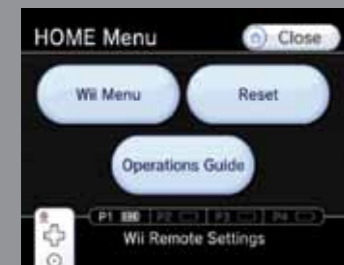 HOME Menu
Close
Wii Menu
Reset
Operations Guide
P1 P2 P3 P4
Wii Remote Settings